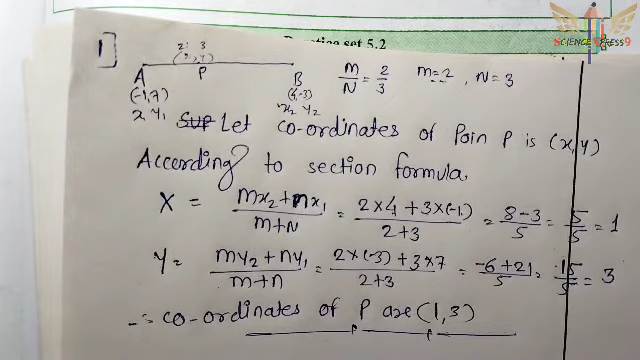 SCIENCE EXPRESS 9
Practice set 5.2
1]
2: 3
(x, y)
A P B
(-1,7) (4,-3)
x₁ y₁ x₂ y₂
m/N = 2/3 m=2, N=3
Let co-ordinates of Poin P is (x,y)
According to section formula,
X = mx₂+nx₁/m+N = 2×4+3×(-1)/2+3 = 8-3/5 = 5/5 = 1
Y = my₂+ny₁/m+n = 2×(-3)+3×7/2+3 = -6+21/5 = 15/5 = 3
∴ co-ordinates of P are (1,3)